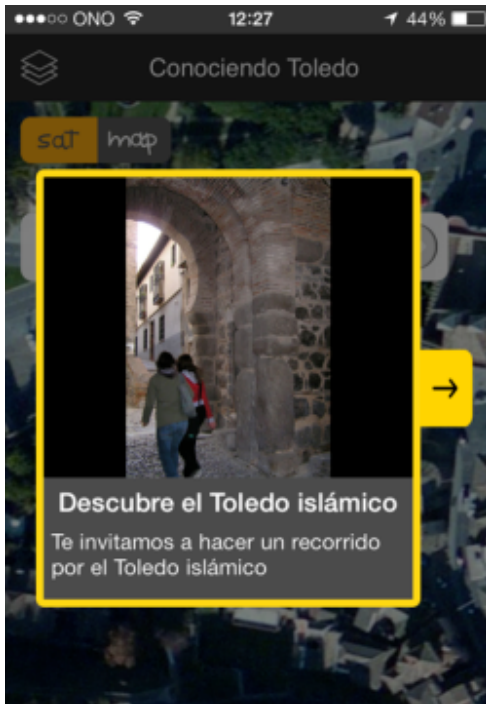 ONO 12:27 44%
Conociendo Toledo
sat map
Descubre el Toledo islámico
Te invitamos a hacer un recorrido
por el Toledo islámico